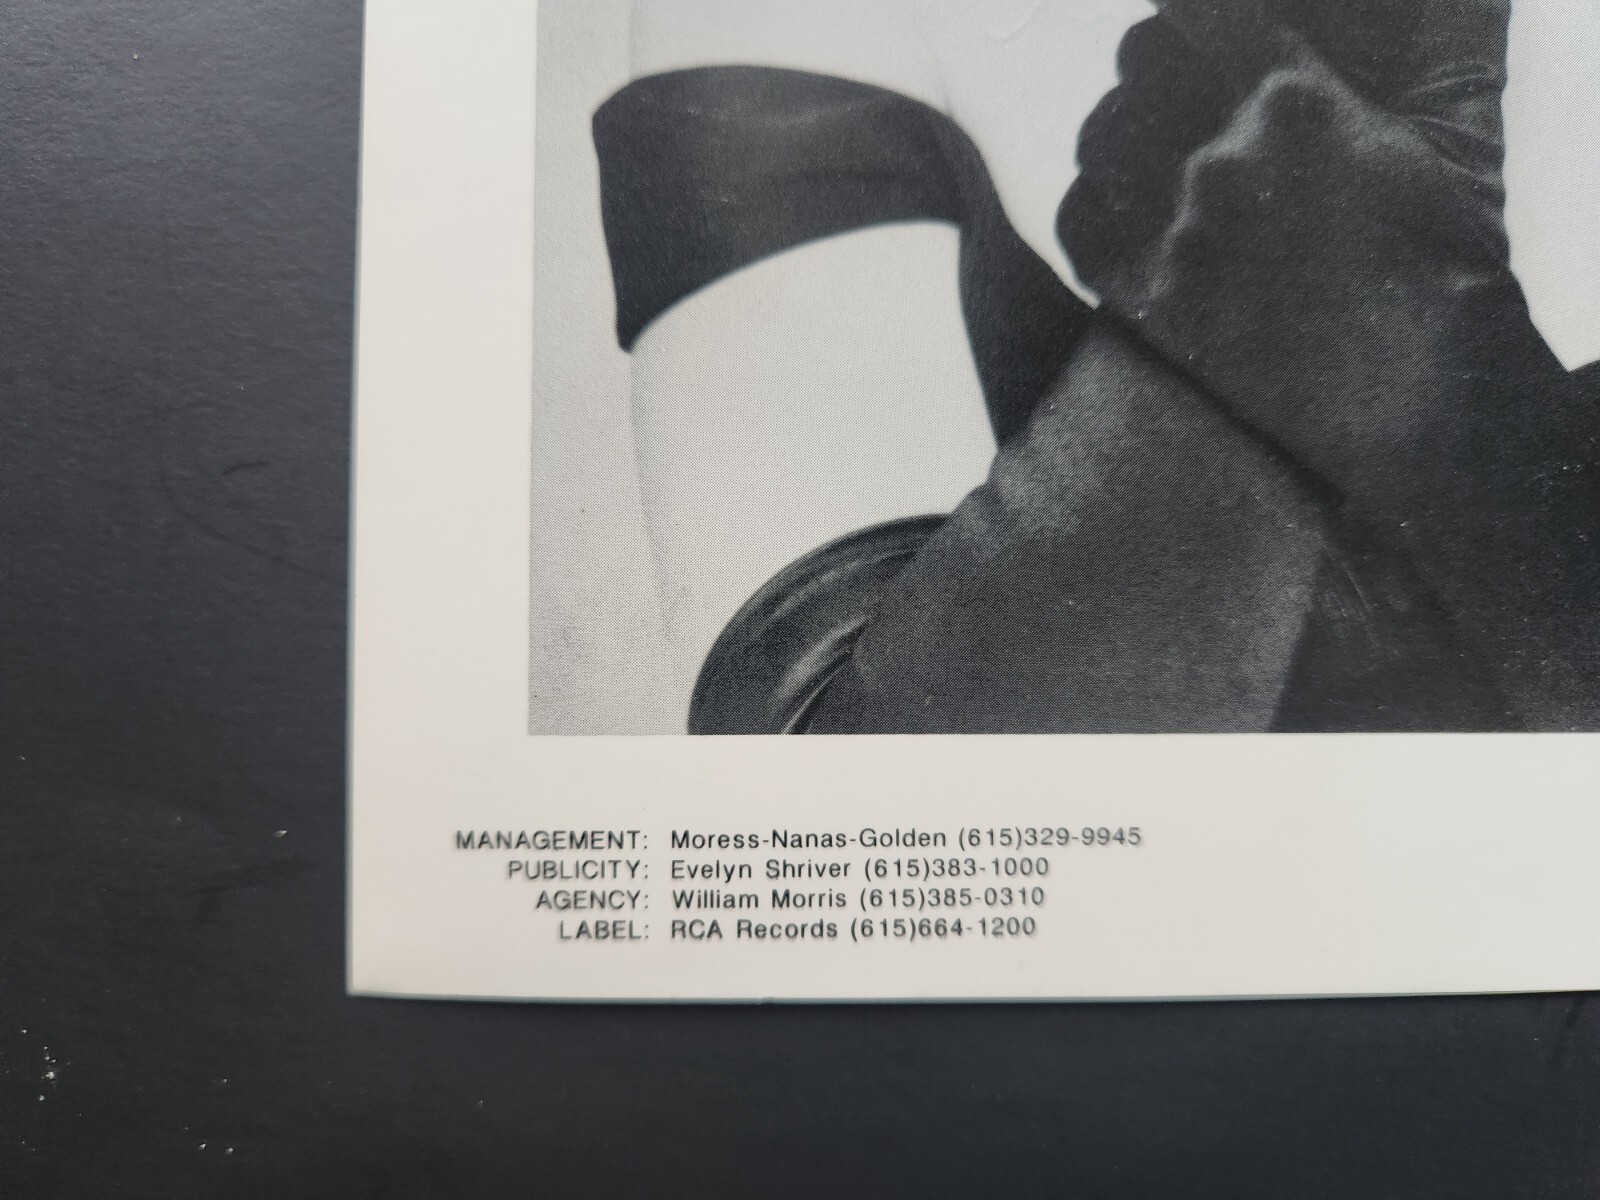 MANAGEMENT: Moress-Nanas-Golden (615)329-9945
PUBLICITY: Evelyn Shriver (615)383-1000
AGENCY: William Morris (615)385-0310
LABEL: RCA Records (615)664-1200